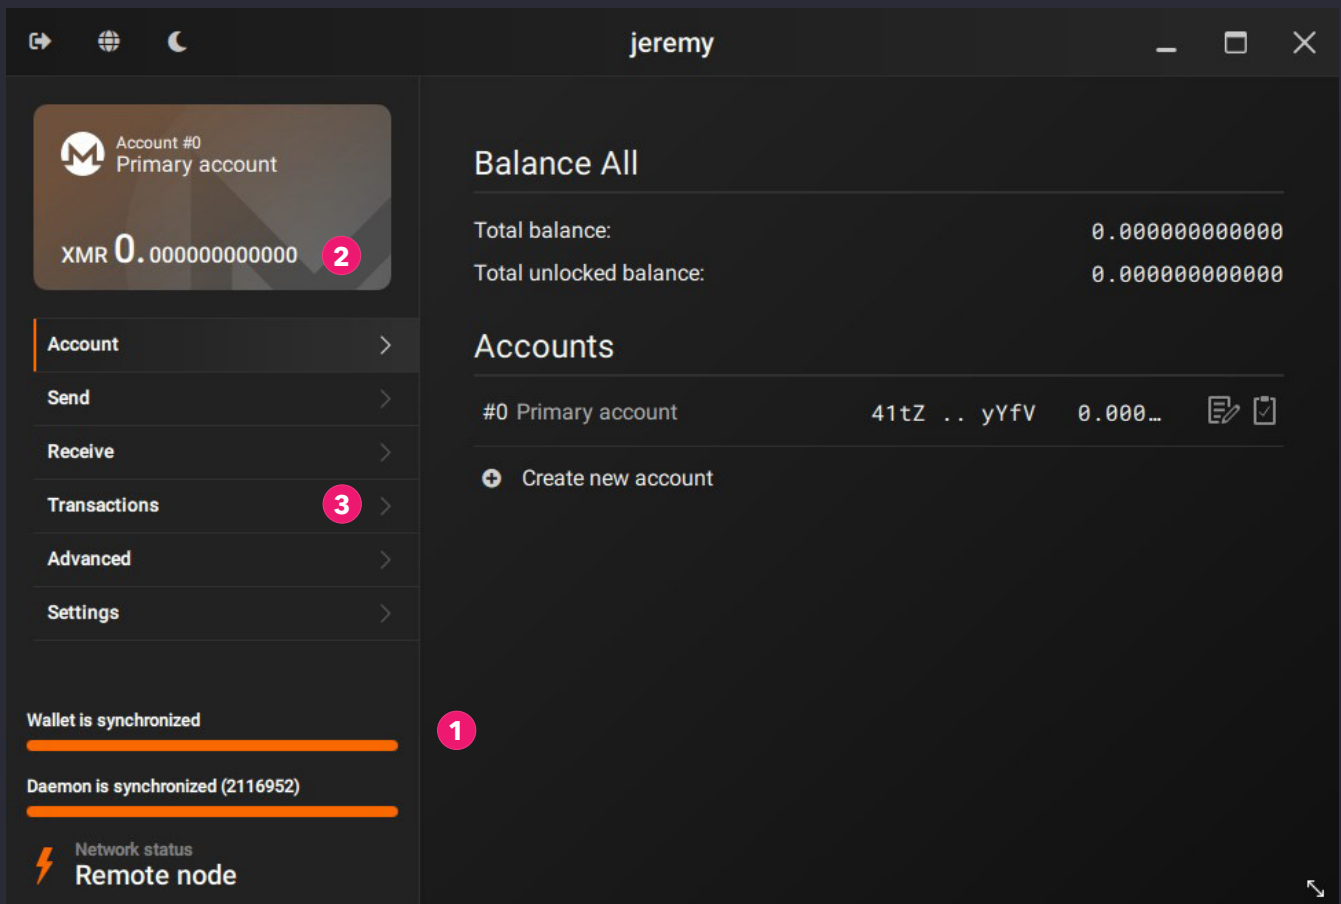 jeremy
Account #0
Primary account
XMR 0.000000000000
2
Account
Send
Receive
Transactions
3
Advanced
Settings
Wallet is synchronized
1
Daemon is synchronized (2116952)
Network status
Remote node
Balance All
Total balance: 0.000000000000
Total unlocked balance: 0.000000000000
Accounts
#0 Primary account 41tZ .. yYfV 0.000…
Create new account